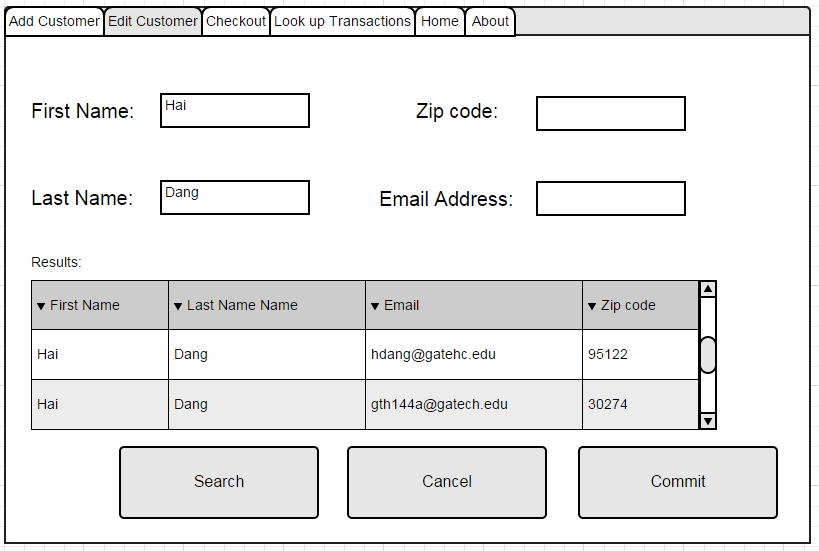 Add Customer Edit Customer Checkout Look up Transactions Home About
First Name: Hai Zip code:
Last Name: Dang Email Address:
Results:
First Name Last Name Name Email Zip code
Hai Dang hdang@gatehc.edu 95122
Hai Dang gth144a@gatech.edu 30274
Search Cancel Commit